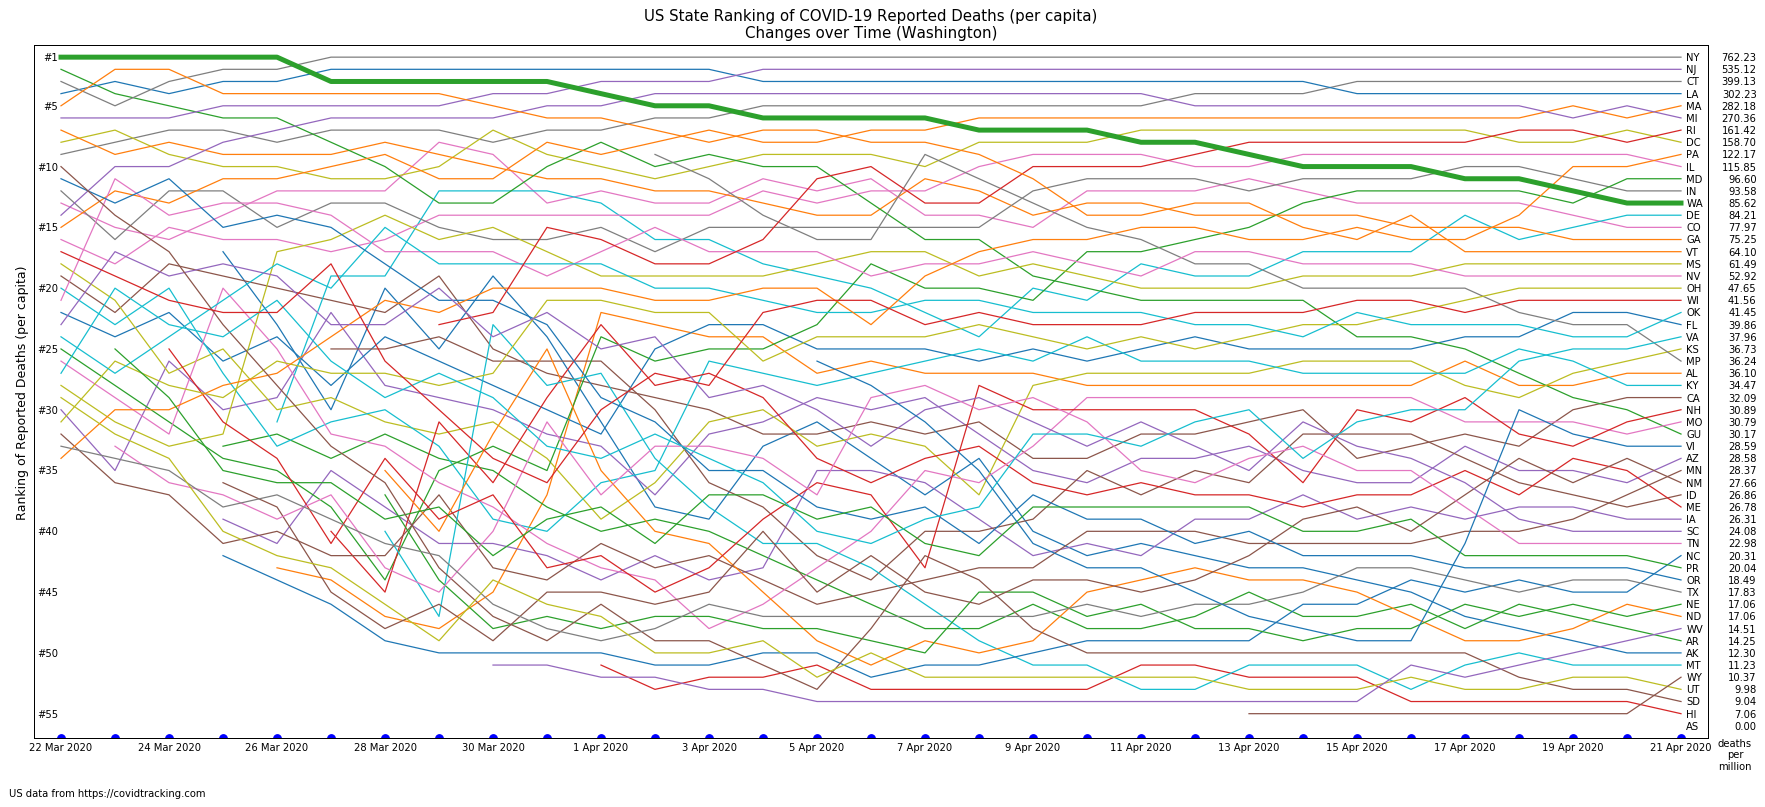 US State Ranking of COVID-19 Reported Deaths (per capita)
Changes over Time (Washington)
Ranking of Reported Deaths (per capita)
#1
#5
#10
#15
#20
#25
#30
#35
#40
#45
#50
#55
NY 762.23
NJ 535.12
CT 399.13
LA 302.23
MA 282.18
MI 270.36
RI 161.42
DC 158.70
PA 122.17
IL 115.85
MD 96.60
IN 93.58
WA 85.62
DE 84.21
CO 77.97
GA 75.25
VT 64.10
MS 61.49
NV 52.92
OH 47.65
WI 41.56
OK 41.45
FL 39.86
VA 37.96
KS 36.73
MP 36.24
AL 36.10
KY 34.47
CA 32.09
NH 30.89
MO 30.79
GU 30.17
VI 28.59
AZ 28.58
MN 28.37
NM 27.66
ID 26.86
ME 26.78
IA 26.31
SC 24.08
TN 22.98
NC 20.31
PR 20.04
OR 18.49
TX 17.83
NE 17.06
ND 17.06
WV 14.51
AR 14.25
AK 12.30
MT 11.23
WY 10.37
UT 9.98
SD 9.04
HI 7.06
AS 0.00
22 Mar 2020 24 Mar 2020 26 Mar 2020 28 Mar 2020 30 Mar 2020 1 Apr 2020 3 Apr 2020 5 Apr 2020 7 Apr 2020 9 Apr 2020 11 Apr 2020 13 Apr 2020 15 Apr 2020 17 Apr 2020 19 Apr 2020 21 Apr 2020
deaths
per
million
US data from https://covidtracking.com